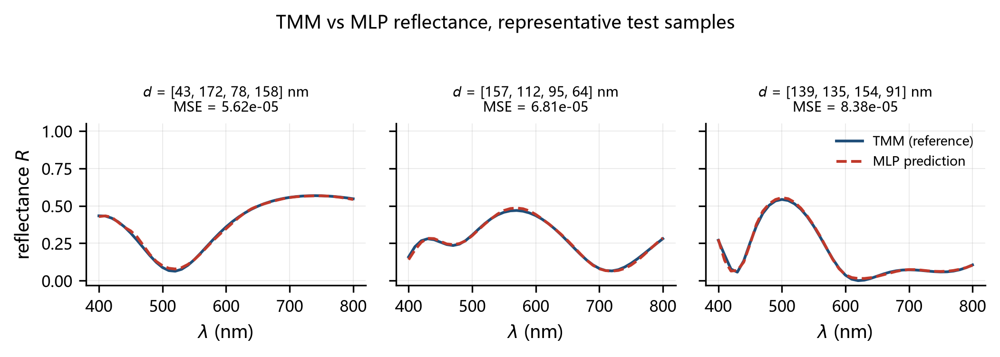 TMM vs MLP reflectance, representative test samples
d = [43, 172, 78, 158] nm
MSE = 5.62e-05
d = [157, 112, 95, 64] nm
MSE = 6.81e-05
d = [139, 135, 154, 91] nm
MSE = 8.38e-05
reflectance R
1.00
0.75
0.50
0.25
0.00
TMM (reference)
MLP prediction
400 500 600 700 800
400 500 600 700 800
400 500 600 700 800
λ (nm)
λ (nm)
λ (nm)